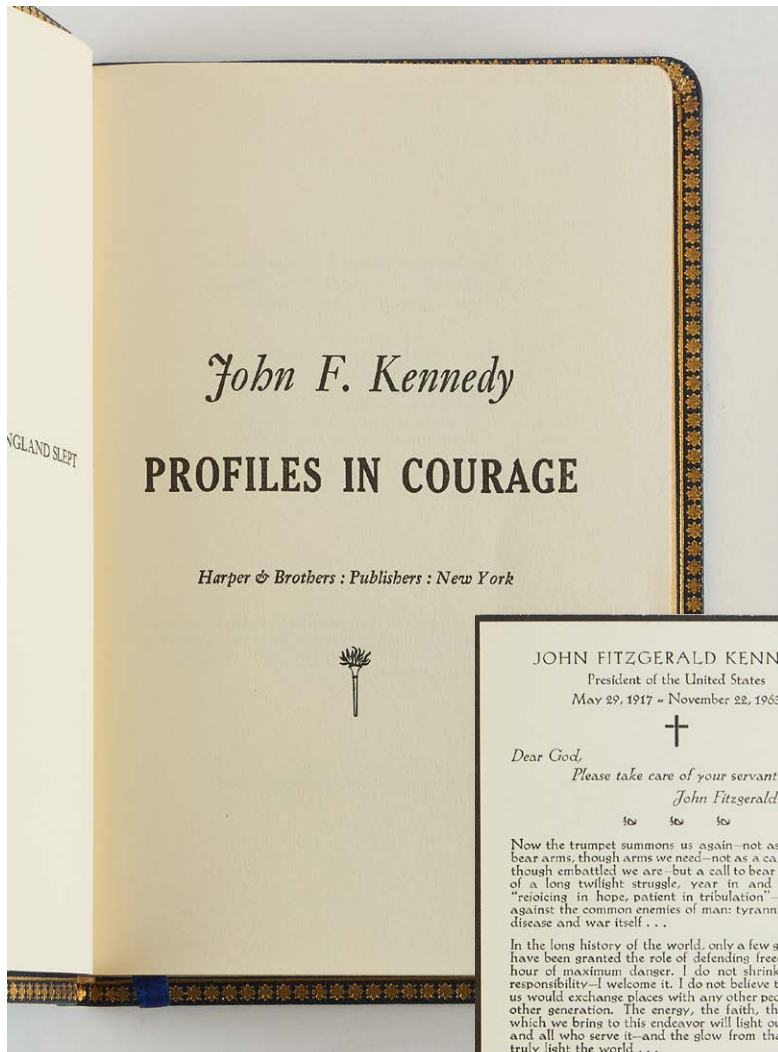 NGLAND SLEPT
John F. Kennedy
PROFILES IN COURAGE
Harper & Brothers : Publishers : New York
JOHN FITZGERALD KENN
President of the United States
May 29, 1917 - November 22, 1963
Dear God,
Please take care of your servant
John Fitzgerald
Now the trumpet summons us again—not as
bear arms, though arms we need—not as a ca
though embattled we are—but a call to bear
of a long twilight struggle, year in and
"rejoicing in hope, patient in tribulation"—
against the common enemies of man: tyrann
disease and war itself . . .
In the long history of the world, only a few g
have been granted the role of defending free
hour of maximum danger. I do not shrink
responsibility—I welcome it. I do not believe t
us would exchange places with any other peo
other generation. The energy, the faith, th
which we bring to this endeavor will light ou
and all who serve it—and the glow from tha
truly light the world . . .